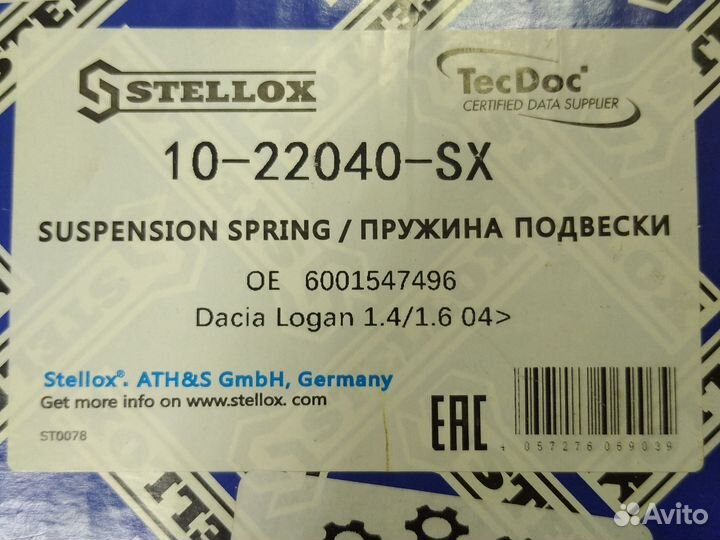 STELLOX
TecDoc
CERTIFIED DATA SUPPLIER
10-22040-SX
SUSPENSION SPRING / ПРУЖИНА ПОДВЕСКИ
OE 6001547496
Dacia Logan 1.4/1.6 04>
Stellox®. ATH&S GmbH, Germany
Get more info on www.stellox. com
ST0078
EAC
4 057276 069039
Avito